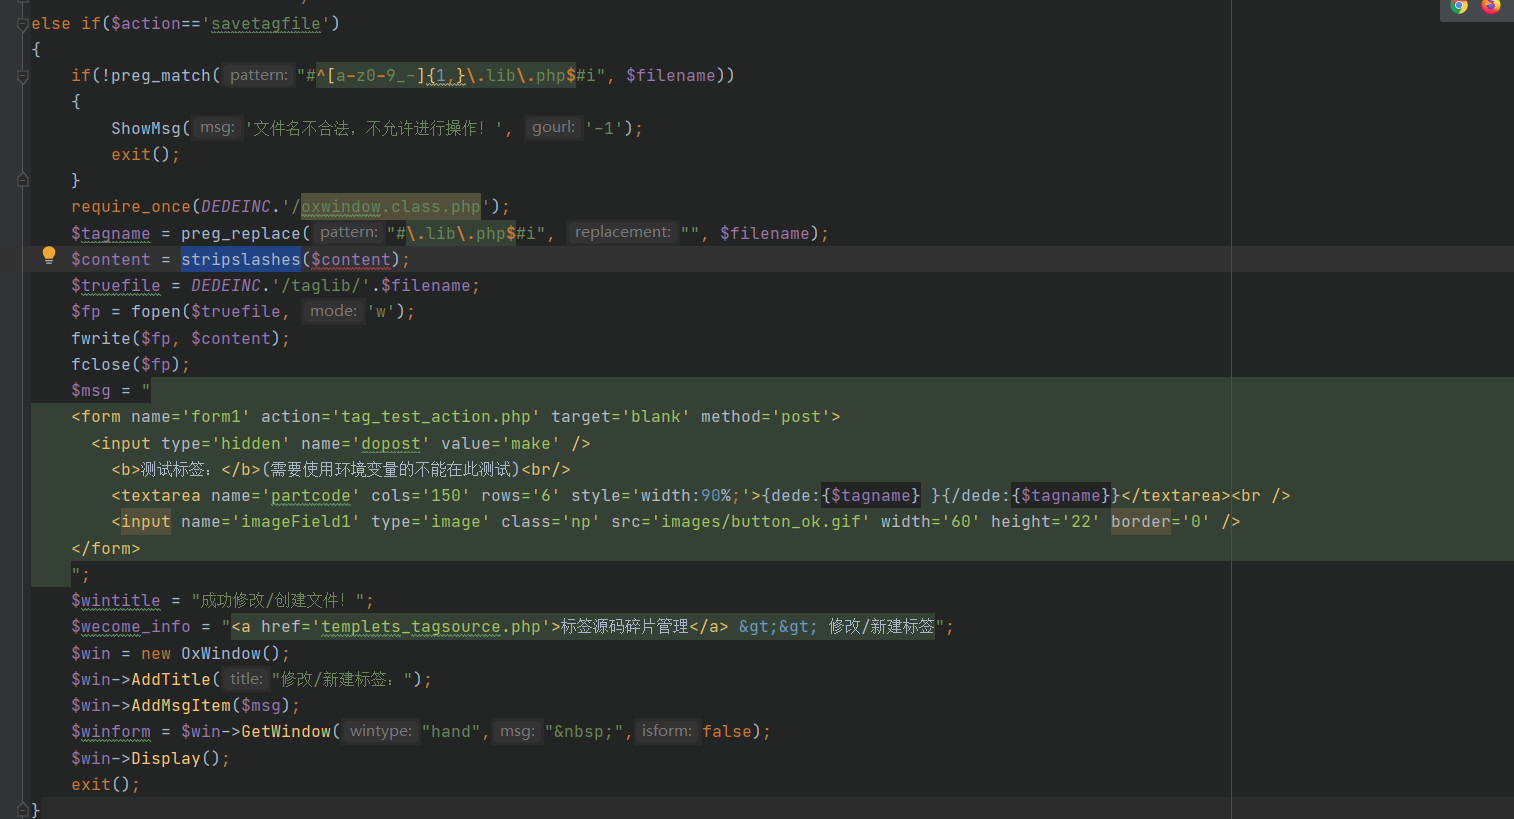 else if($action=='savetagfile')
{
if(!preg_match( pattern: "#^[a-z0-9_-]{1,}\.lib\.php$#i", $filename))
{
ShowMsg( msg: '文件名不合法，不允许进行操作！', gourl: '-1');
exit();
}
require_once(DEDEINC.'/oxwindow.class.php');
$tagname = preg_replace( pattern: "#\.lib\.php$#i", replacement: "", $filename);
$content = stripslashes($content);
$truefile = DEDEINC.'/taglib/'.$filename;
$fp = fopen($truefile, mode: 'w');
fwrite($fp, $content);
fclose($fp);
$msg = "
<form name='form1' action='tag_test_action.php' target='blank' method='post'>
<input type='hidden' name='dopost' value='make' />
<b>测试标签：</b>(需要使用环境变量的不能在此测试)<br/>
<textarea name='partcode' cols='150' rows='6' style='width:90%;'>{dede:{$tagname} }{/dede:{$tagname}}</textarea><br />
<input name='imageField1' type='image' class='np' src='images/button_ok.gif' width='60' height='22' border='0' />
</form>
";
$wintitle = "成功修改/创建文件！";
$wecome_info = "<a href='templets_tagsource.php'>标签源码碎片管理</a> &gt;&gt; 修改/新建标签";
$win = new OxWindow();
$win->AddTitle( title: "修改/新建标签：");
$win->AddMsgItem($msg);
$winform = $win->GetWindow( wintype: "hand", msg: "&nbsp;", isform: false);
$win->Display();
exit();
}